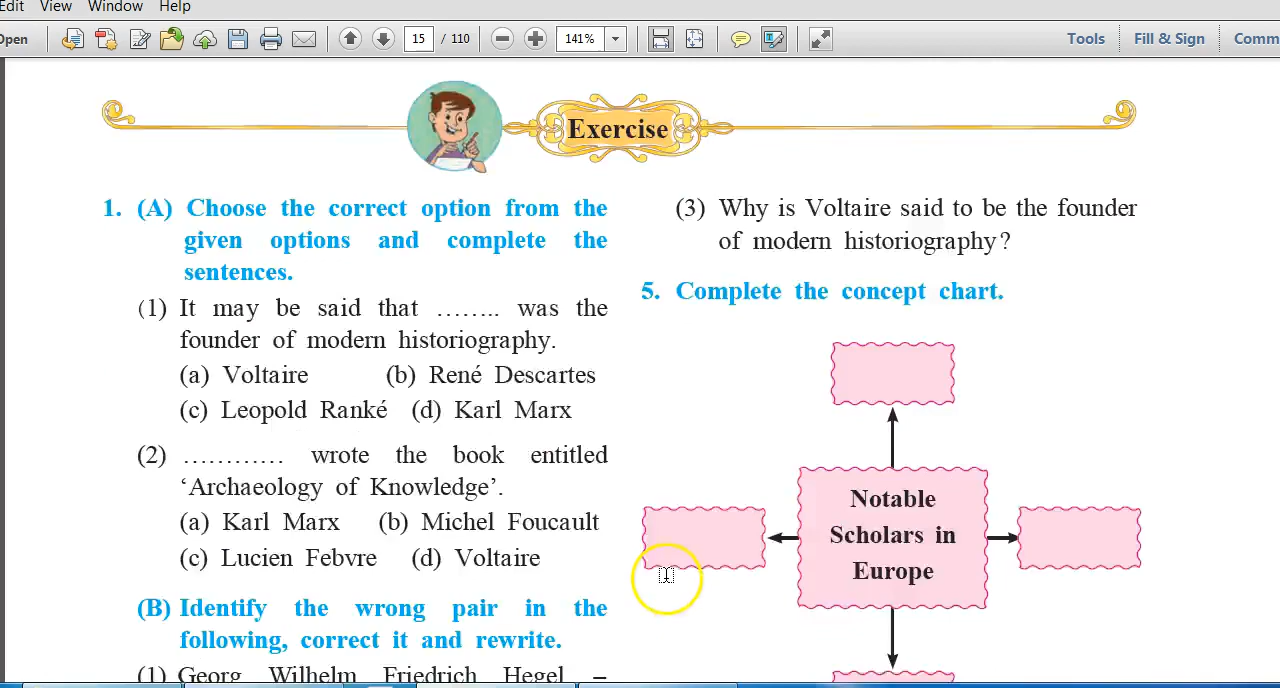 Edit View Window Help
Open 15 / 110 141% Tools Fill & Sign Comm
Exercise
1. (A) Choose the correct option from the
given options and complete the
sentences.
(1) It may be said that …….. was the
founder of modern historiography.
(a) Voltaire (b) René Descartes
(c) Leopold Ranké (d) Karl Marx
(2) ………… wrote the book entitled
‘Archaeology of Knowledge’.
(a) Karl Marx (b) Michel Foucault
(c) Lucien Febvre (d) Voltaire
(B) Identify the wrong pair in the
following, correct it and rewrite.
(1) Georg Wilhelm Friedrich Hegel –
(3) Why is Voltaire said to be the founder
of modern historiography?
5. Complete the concept chart.
Notable
Scholars in
Europe